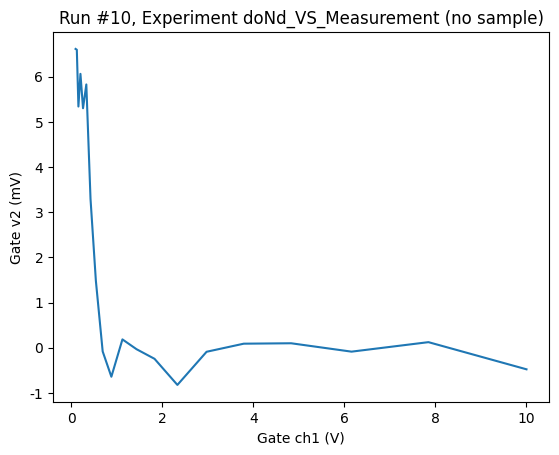 Run #10, Experiment doNd_VS_Measurement (no sample)
Gate v2 (mV)
6
5
4
3
2
1
0
-1
0 2 4 6 8 10
Gate ch1 (V)